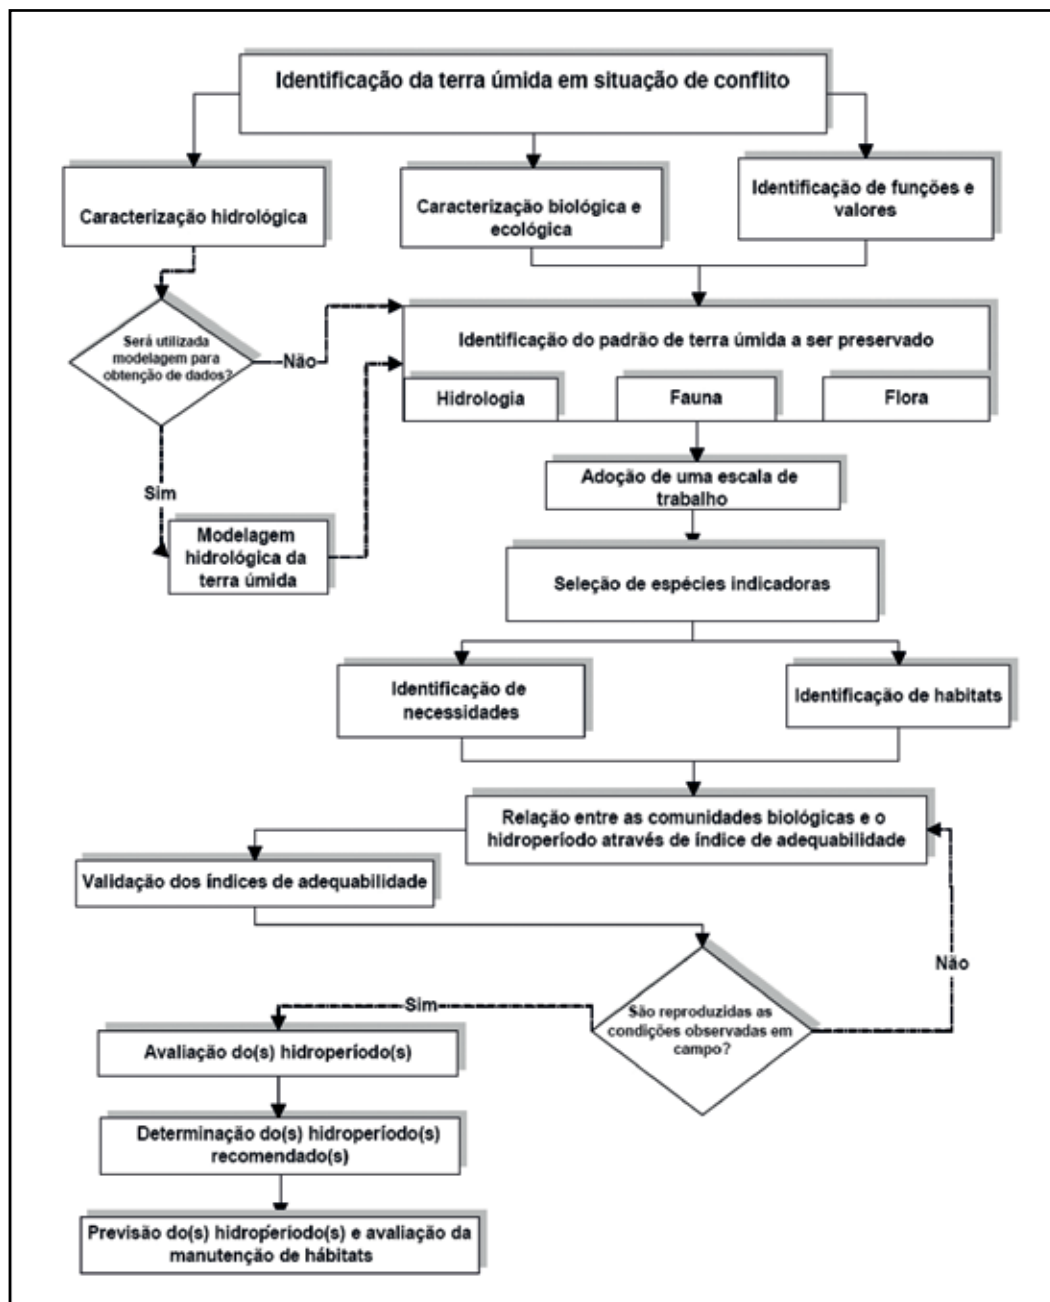 Identificação da terra úmida em situação de conflito
Caracterização hidrológica
Caracterização biológica e
ecológica
Identificação de funções e
valores
Será utilizada
modelagem para
obtenção de dados?
Não
Identificação do padrão de terra úmida a ser preservado
Hidrologia
Fauna
Flora
Sim
Modelagem
hidrológica da
terra úmida
Adoção de uma escala de
trabalho
Seleção de espécies indicadoras
Identificação de
necessidades
Identificação de habitats
Relação entre as comunidades biológicas e o
hidroperíodo através de índice de adequabilidade
Validação dos índices de adequabilidade
São reproduzidas as
condições observadas em
campo?
Não
Sim
Avaliação do(s) hidroperíodo(s)
Determinação do(s) hidroperíodo(s)
recomendado(s)
Previsão do(s) hidroperíodo(s) e avaliação da
manutenção de hábitats